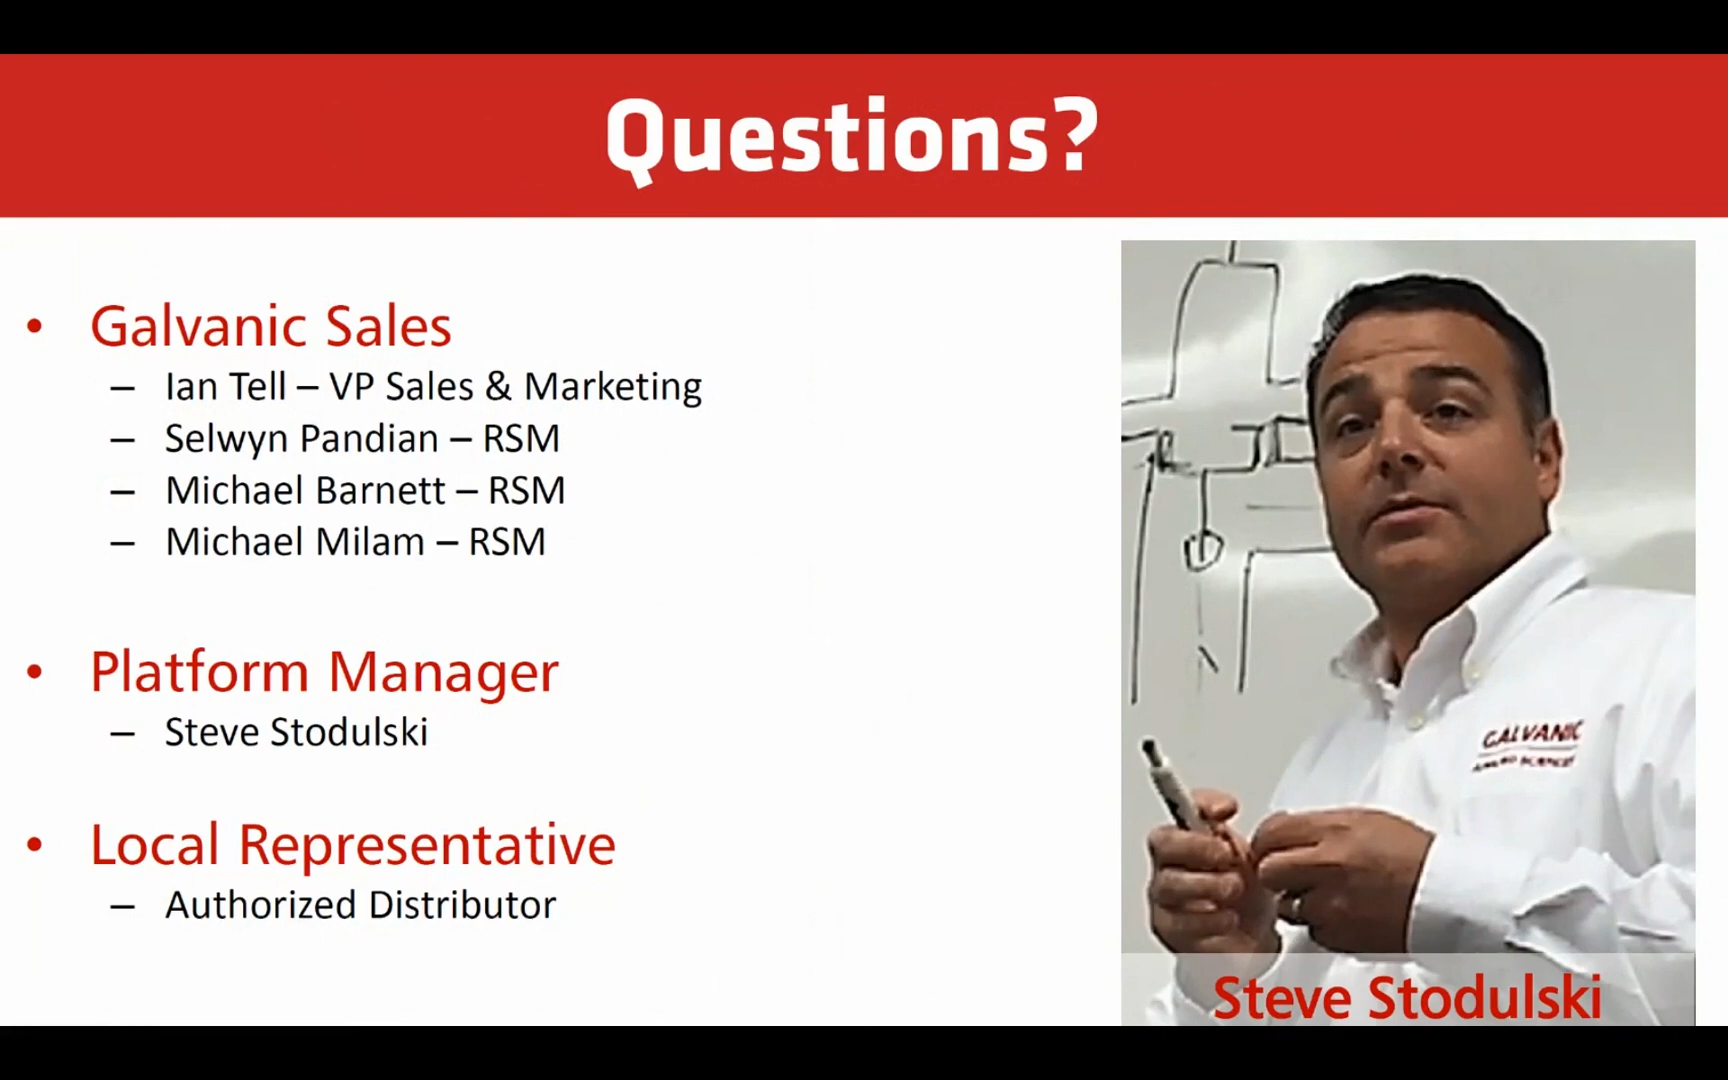 Questions?
• Galvanic Sales
– Ian Tell – VP Sales & Marketing
– Selwyn Pandian – RSM
– Michael Barnett – RSM
– Michael Milam – RSM
• Platform Manager
– Steve Stodulski
• Local Representative
– Authorized Distributor
GALVANIC
Steve Stodulski